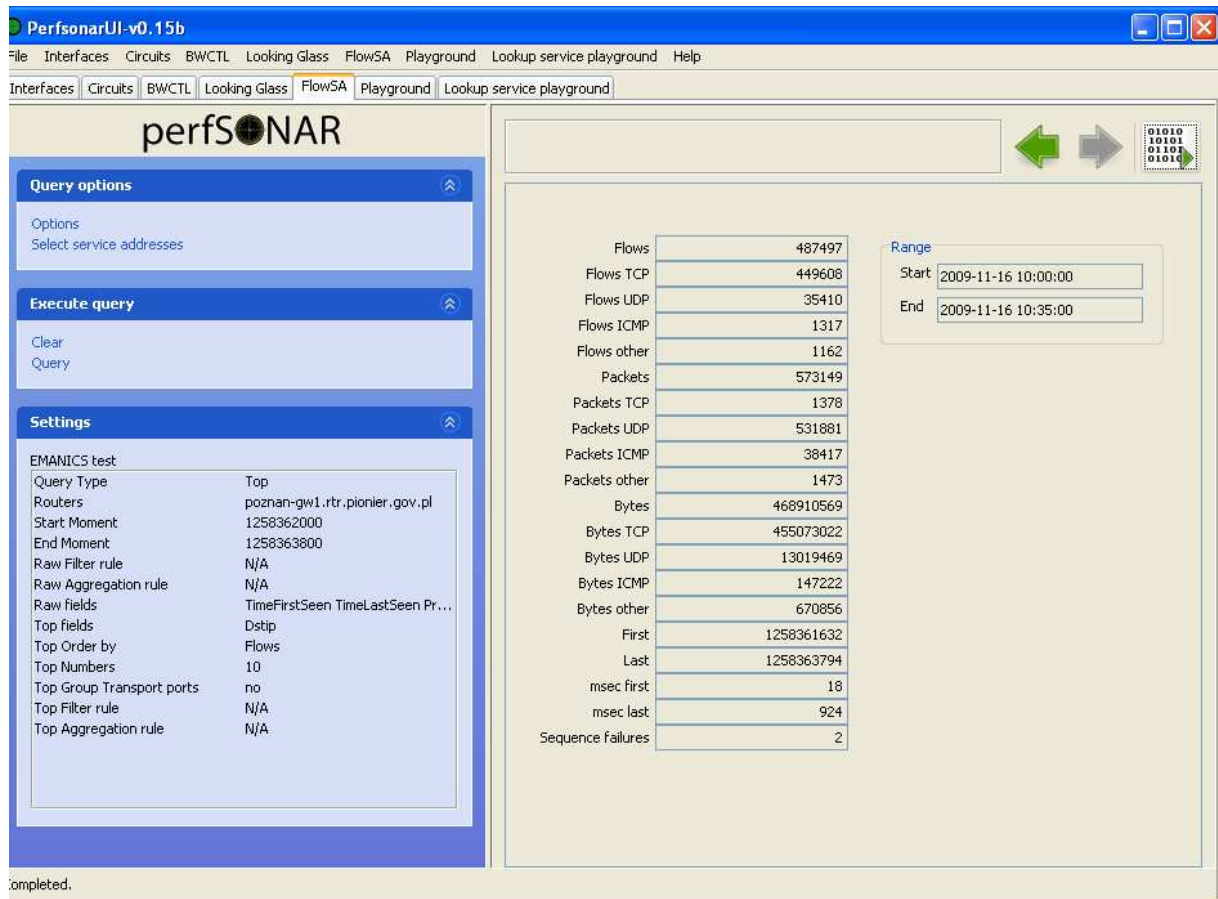 PerfsonarUI-v0.15b
File Interfaces Circuits BWCTL Looking Glass FlowSA Playground Lookup service playground Help
Interfaces Circuits BWCTL Looking Glass FlowSA Playground Lookup service playground
perfSONAR
01010
10101
01101
01010
Query options
Options
Select service addresses
Execute query
Clear
Query
Settings
EMANICS test
Query Type Top
Routers poznan-gw1.rtr.pionier.gov.pl
Start Moment 1258362000
End Moment 1258363800
Raw Filter rule N/A
Raw Aggregation rule N/A
Raw fields TimeFirstSeen TimeLastSeen Pr...
Top fields Dstip
Top Order by Flows
Top Numbers 10
Top Group Transport ports no
Top Filter rule N/A
Top Aggregation rule N/A
Flows 487497
Flows TCP 449608
Flows UDP 35410
Flows ICMP 1317
Flows other 1162
Packets 573149
Packets TCP 1378
Packets UDP 531881
Packets ICMP 38417
Packets other 1473
Bytes 468910569
Bytes TCP 455073022
Bytes UDP 13019469
Bytes ICMP 147222
Bytes other 670856
First 1258361632
Last 1258363794
msec first 18
msec last 924
Sequence failures 2
Range
Start 2009-11-16 10:00:00
End 2009-11-16 10:35:00
Completed.